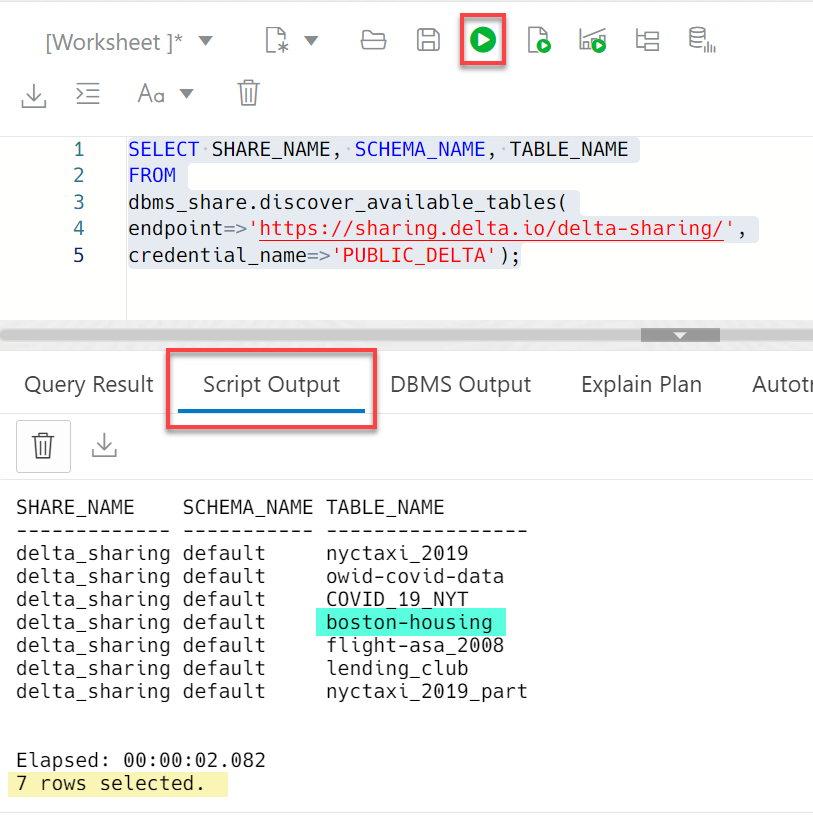 [Worksheet ]*
Aa
1 SELECT SHARE_NAME, SCHEMA_NAME, TABLE_NAME
2 FROM
3 dbms_share.discover_available_tables(
4 endpoint=>'https://sharing.delta.io/delta-sharing/',
5 credential_name=>'PUBLIC_DELTA');
Query Result Script Output DBMS Output Explain Plan Autotr
SHARE_NAME SCHEMA_NAME TABLE_NAME
------------- ----------- -----------------
delta_sharing default nyctaxi_2019
delta_sharing default owid-covid-data
delta_sharing default COVID_19_NYT
delta_sharing default boston-housing
delta_sharing default flight-asa_2008
delta_sharing default lending_club
delta_sharing default nyctaxi_2019_part
Elapsed: 00:00:02.082
7 rows selected.